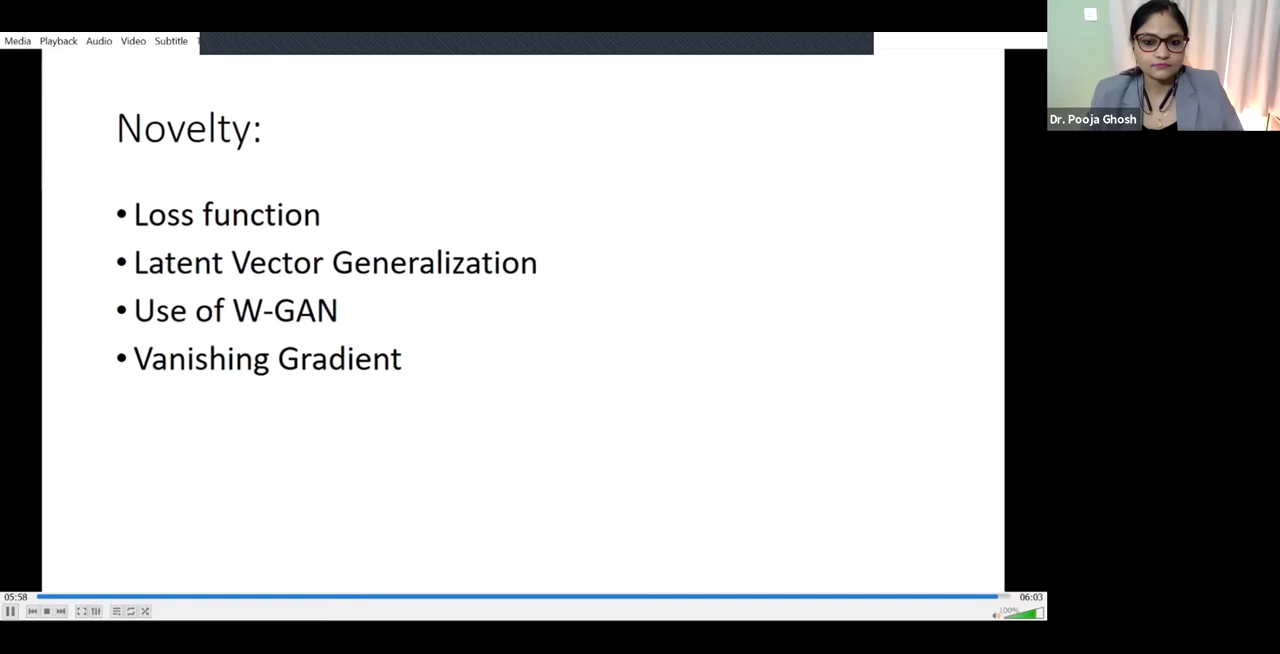 Media Playback Audio Video Subtitle
Dr. Pooja Ghosh
Novelty:
• Loss function
• Latent Vector Generalization
• Use of W-GAN
• Vanishing Gradient
05:58
06:03
100%